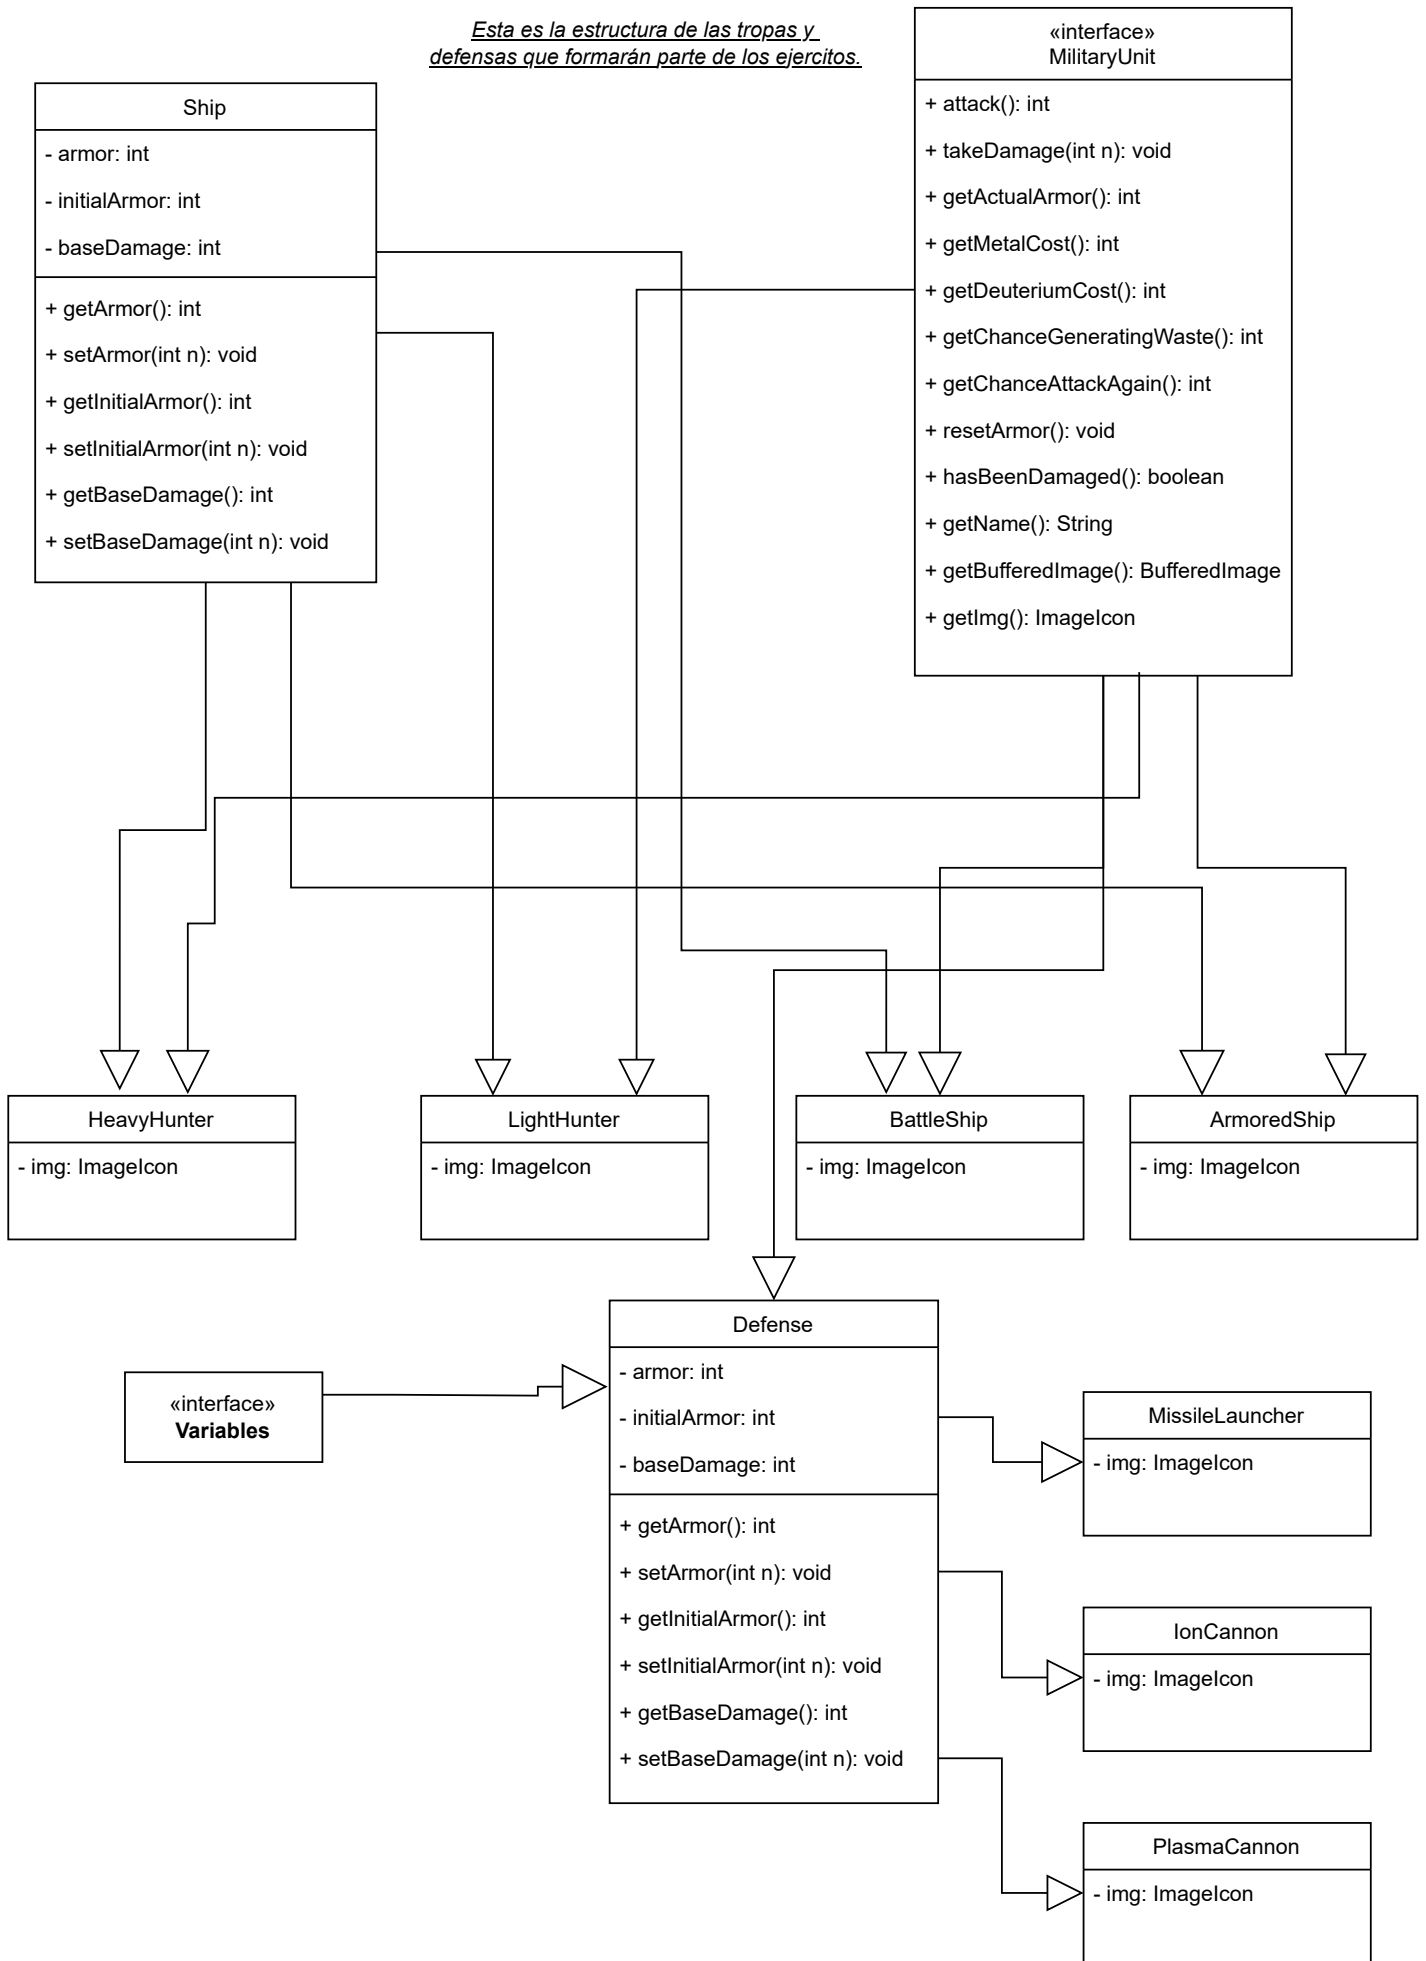 Esta es la estructura de las tropas y
defensas que formarán parte de los ejercitos.
«interface»
MilitaryUnit
+ attack(): int
+ takeDamage(int n): void
+ getActualArmor(): int
+ getMetalCost(): int
+ getDeuteriumCost(): int
+ getChanceGeneratingWaste(): int
+ getChanceAttackAgain(): int
+ resetArmor(): void
+ hasBeenDamaged(): boolean
+ getName(): String
+ getBufferedImage(): BufferedImage
+ getImg(): ImageIcon
Ship
- armor: int
- initialArmor: int
- baseDamage: int
+ getArmor(): int
+ setArmor(int n): void
+ getInitialArmor(): int
+ setInitialArmor(int n): void
+ getBaseDamage(): int
+ setBaseDamage(int n): void
HeavyHunter
- img: ImageIcon
LightHunter
- img: ImageIcon
BattleShip
- img: ImageIcon
ArmoredShip
- img: ImageIcon
«interface»
Variables
Defense
- armor: int
- initialArmor: int
- baseDamage: int
+ getArmor(): int
+ setArmor(int n): void
+ getInitialArmor(): int
+ setInitialArmor(int n): void
+ getBaseDamage(): int
+ setBaseDamage(int n): void
MissileLauncher
- img: ImageIcon
IonCannon
- img: ImageIcon
PlasmaCannon
- img: ImageIcon